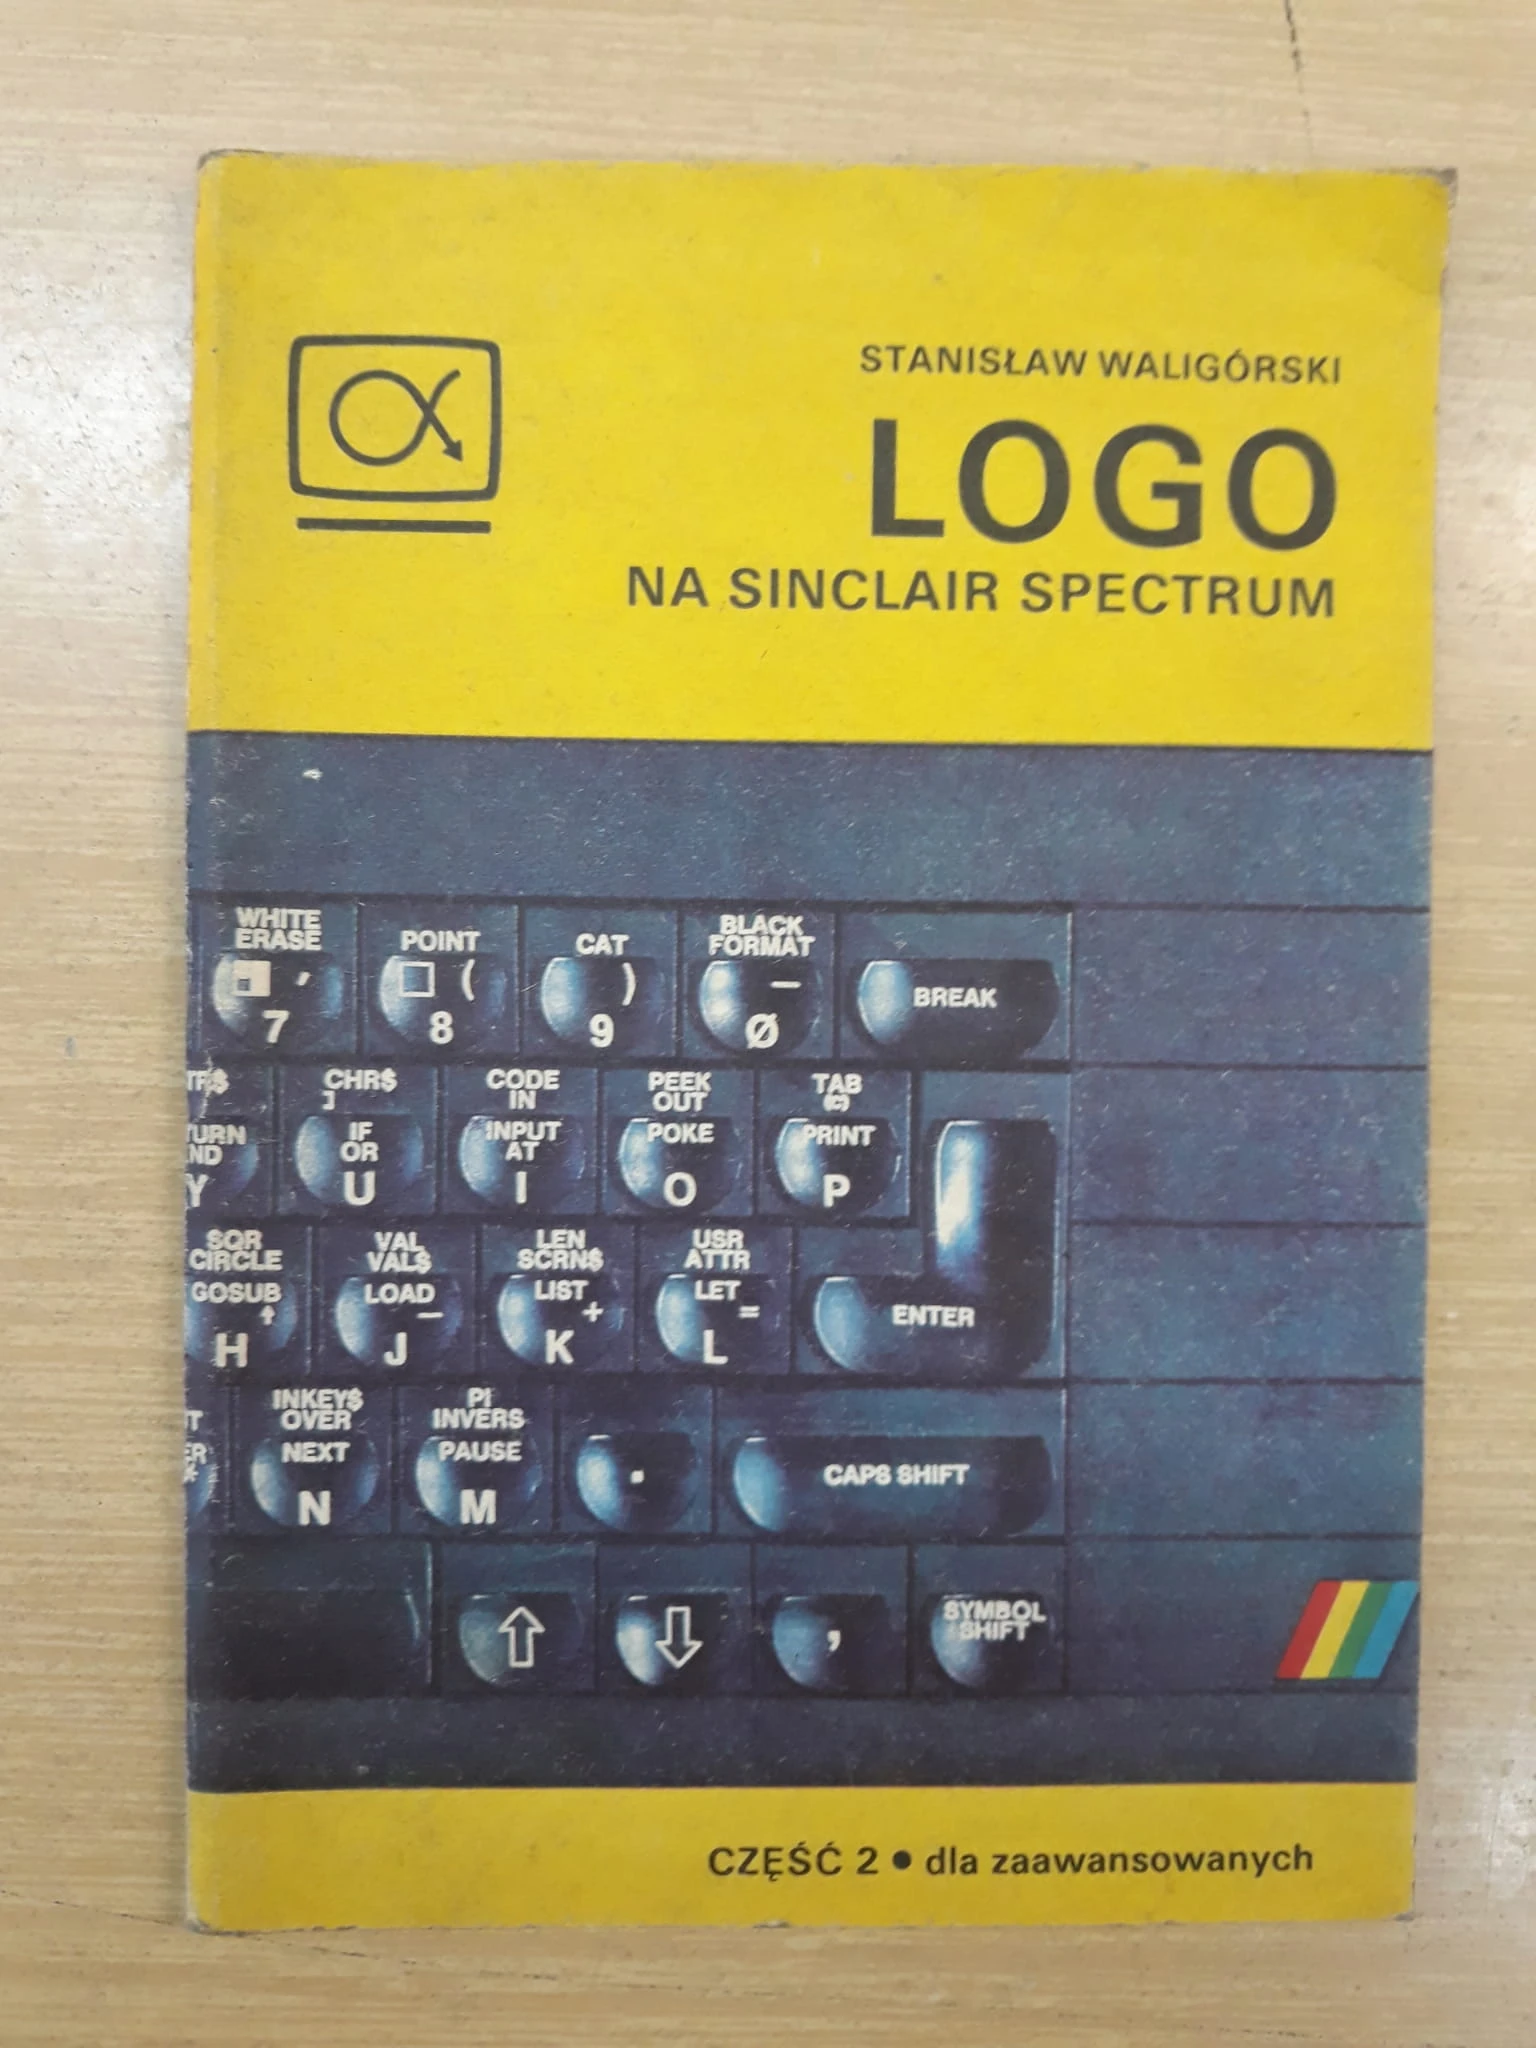 STANISŁAW WALIGÓRSKI
LOGO
NA SINCLAIR SPECTRUM
WHITE
ERASE
' 7
POINT
( 8
CAT
) 9
BLACK
FORMAT
– Ø
BREAK
CHR$
]
IF
OR
U
CODE
IN
INPUT
AT
I
PEEK
OUT
POKE
O
TAB
(C)
PRINT
P
Y
SQR
CIRCLE
GOSUB
↑
H
VAL
VAL$
LOAD
–
J
LEN
SCRN$
LIST
+
K
USR
ATTR
LET
=
L
ENTER
INKEY$
OVER
NEXT
N
PI
INVERS
PAUSE
M
.
CAPS SHIFT
,
SYMBOL
SHIFT
CZĘŚĆ 2 • dla zaawansowanych